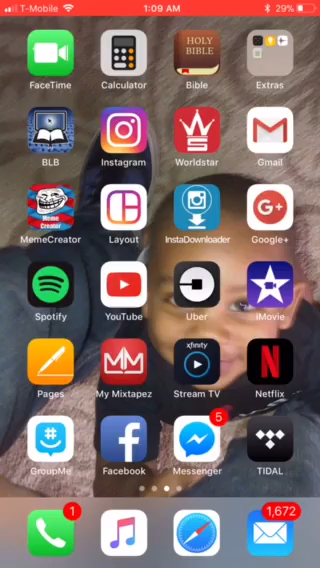 T-Mobile 1:09 AM 29%
HOLY
BIBLE
FaceTime Calculator Bible Extras
BLB Instagram Worldstar Gmail
Meme
Creator
G+
MemeCreator Layout InstaDownloader Google+
Spotify YouTube Uber iMovie
xfinity
Pages My Mixtapez Stream TV Netflix
5
GroupMe Facebook Messenger TIDAL
1 1,672